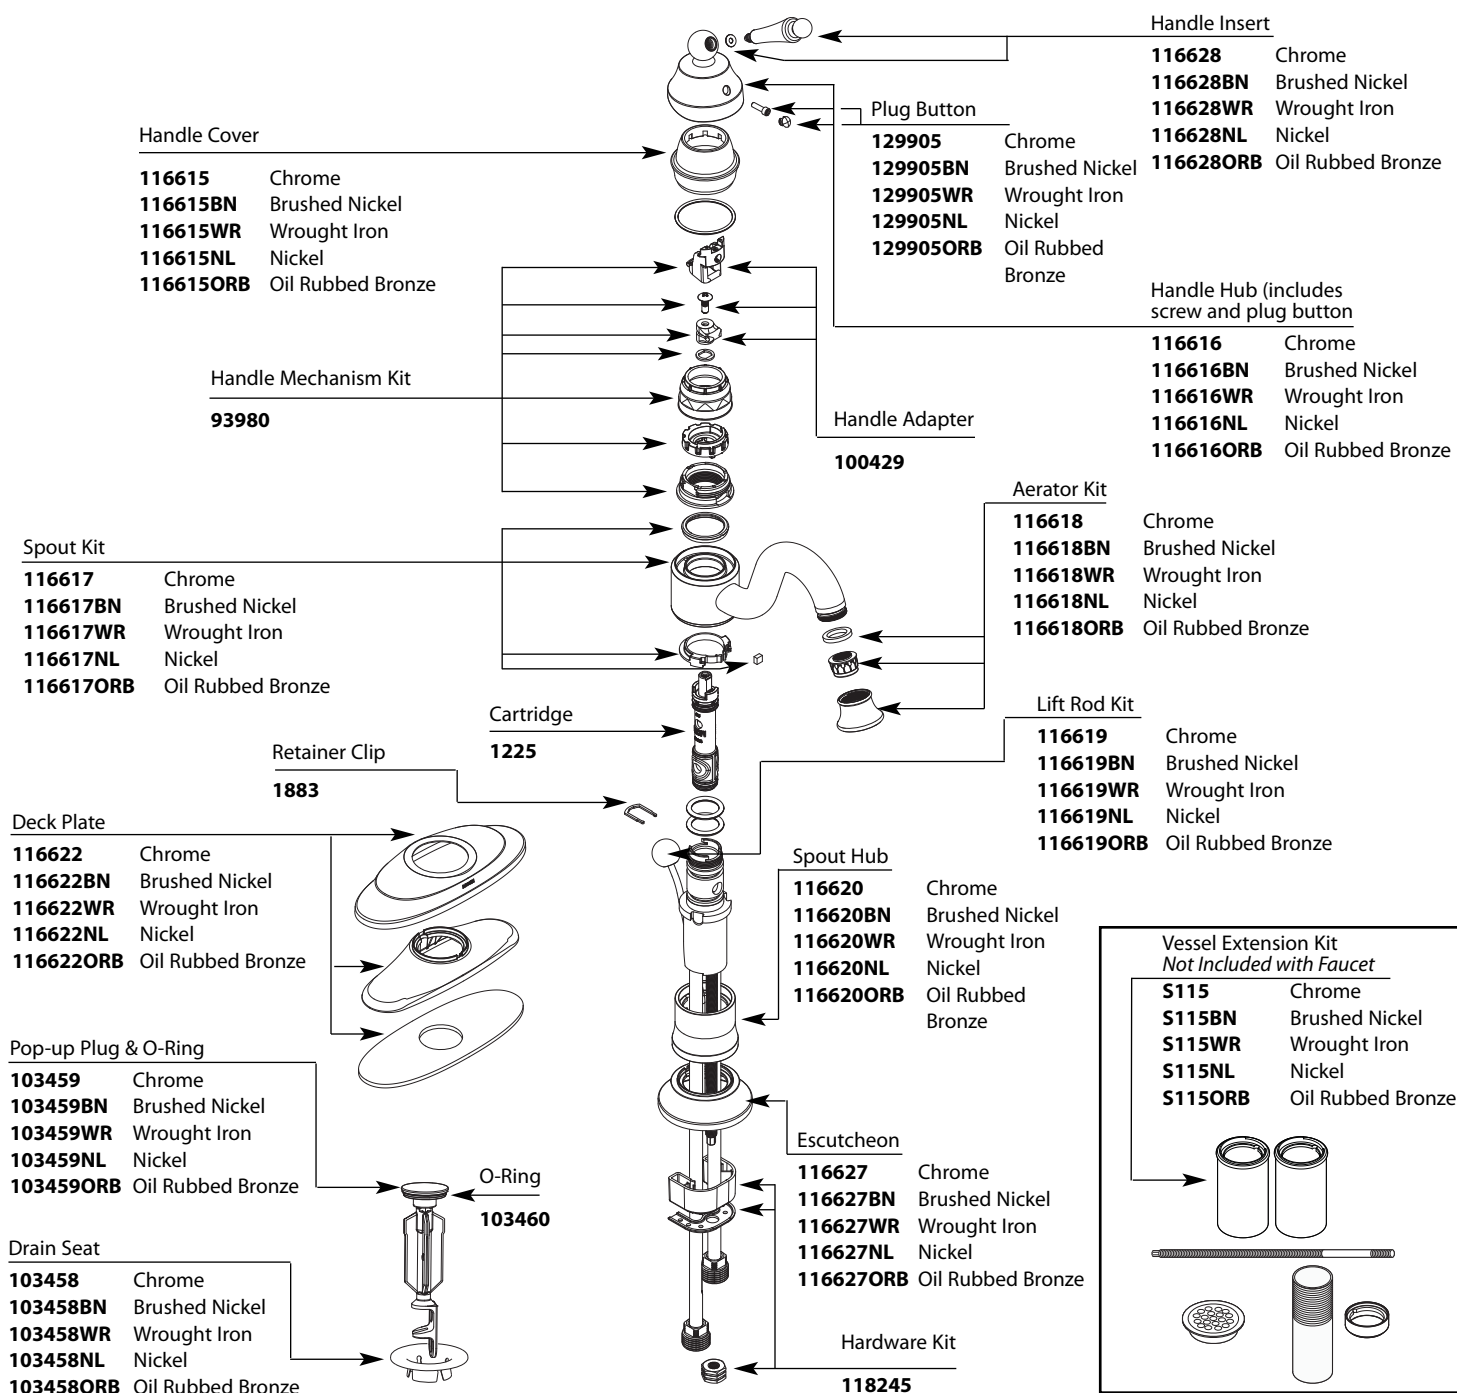 Handle Insert
116628 Chrome
116628BN Brushed Nickel
116628WR Wrought Iron
116628NL Nickel
116628ORB Oil Rubbed Bronze
Plug Button
129905 Chrome
129905BN Brushed Nickel
129905WR Wrought Iron
129905NL Nickel
129905ORB Oil Rubbed
Bronze
Handle Cover
116615 Chrome
116615BN Brushed Nickel
116615WR Wrought Iron
116615NL Nickel
116615ORB Oil Rubbed Bronze
Handle Hub (includes
screw and plug button
116616 Chrome
116616BN Brushed Nickel
116616WR Wrought Iron
116616NL Nickel
116616ORB Oil Rubbed Bronze
Handle Mechanism Kit
93980
Handle Adapter
100429
Aerator Kit
116618 Chrome
116618BN Brushed Nickel
116618WR Wrought Iron
116618NL Nickel
116618ORB Oil Rubbed Bronze
Spout Kit
116617 Chrome
116617BN Brushed Nickel
116617WR Wrought Iron
116617NL Nickel
116617ORB Oil Rubbed Bronze
Cartridge
1225
Lift Rod Kit
116619 Chrome
116619BN Brushed Nickel
116619WR Wrought Iron
116619NL Nickel
116619ORB Oil Rubbed Bronze
Retainer Clip
1883
Deck Plate
116622 Chrome
116622BN Brushed Nickel
116622WR Wrought Iron
116622NL Nickel
116622ORB Oil Rubbed Bronze
Spout Hub
116620 Chrome
116620BN Brushed Nickel
116620WR Wrought Iron
116620NL Nickel
116620ORB Oil Rubbed
Bronze
Vessel Extension Kit
Not Included with Faucet
S115 Chrome
S115BN Brushed Nickel
S115WR Wrought Iron
S115NL Nickel
S115ORB Oil Rubbed Bronze
Pop-up Plug & O-Ring
103459 Chrome
103459BN Brushed Nickel
103459WR Wrought Iron
103459NL Nickel
103459ORB Oil Rubbed Bronze
O-Ring
103460
Escutcheon
116627 Chrome
116627BN Brushed Nickel
116627WR Wrought Iron
116627NL Nickel
116627ORB Oil Rubbed Bronze
Drain Seat
103458 Chrome
103458BN Brushed Nickel
103458WR Wrought Iron
103458NL Nickel
103458ORB Oil Rubbed Bronze
Hardware Kit
118245